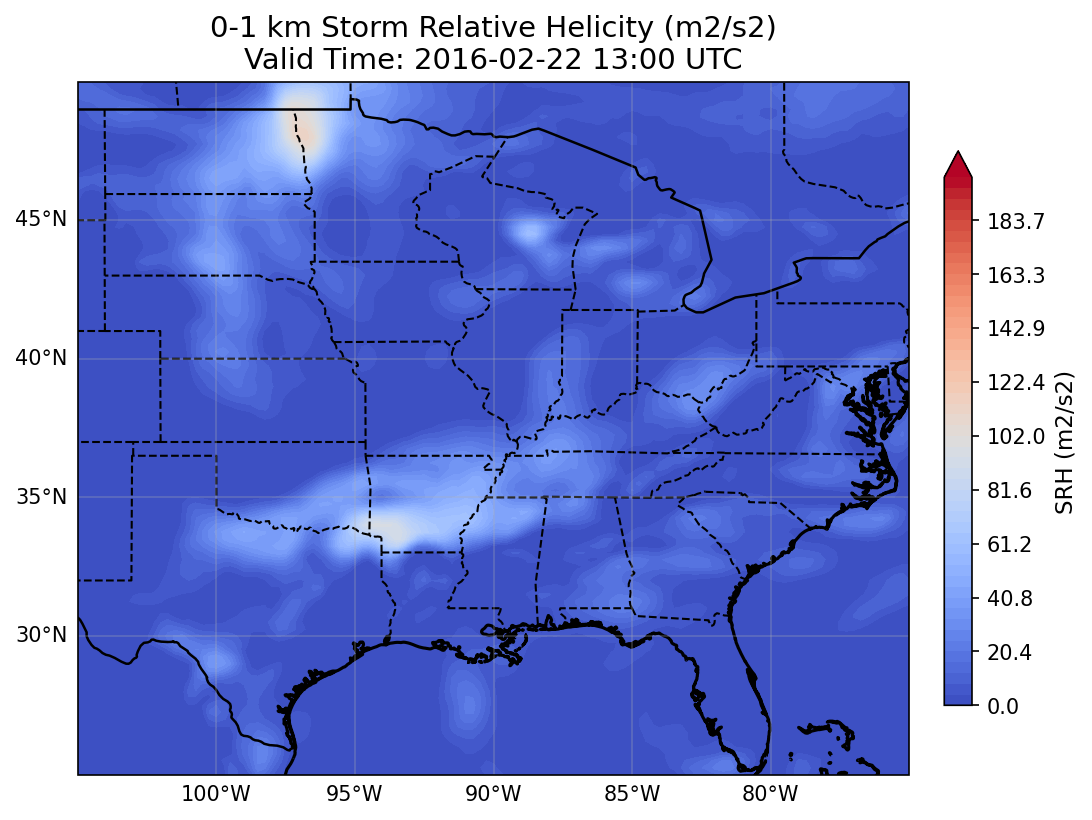 0-1 km Storm Relative Helicity (m2/s2)
Valid Time: 2016-02-22 13:00 UTC
45°N
40°N
35°N
30°N
100°W
95°W
90°W
85°W
80°W
183.7
163.3
142.9
122.4
102.0
81.6
61.2
40.8
20.4
0.0
SRH (m2/s2)